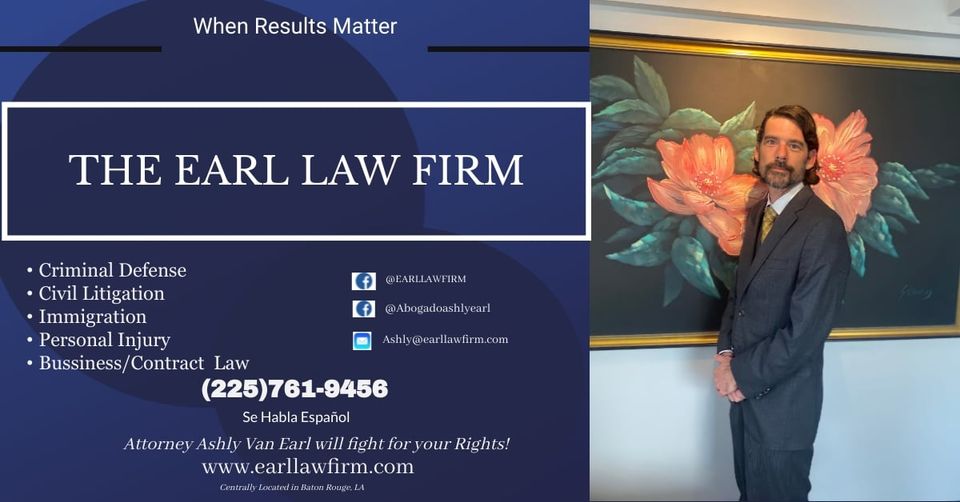 When Results Matter
THE EARL LAW FIRM
• Criminal Defense
• Civil Litigation
• Immigration
• Personal Injury
• Bussiness/Contract Law
@EARLLAWFIRM
@Abogadoashlyearl
Ashly@earllawfirm.com
(225)761-9456
Se Habla Español
Attorney Ashly Van Earl will fight for your Rights!
www.earllawfirm.com
Centrally Located in Baton Rouge, LA